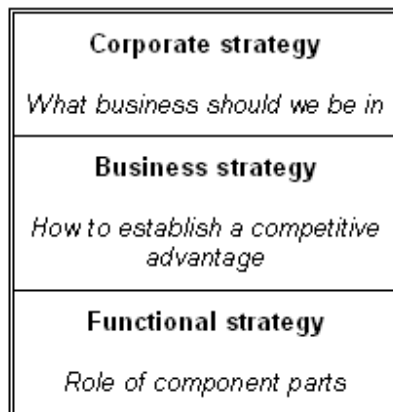 Corporate strategy
What business should we be in
Business strategy
How to establish a competitive
advantage
Functional strategy
Role of component parts